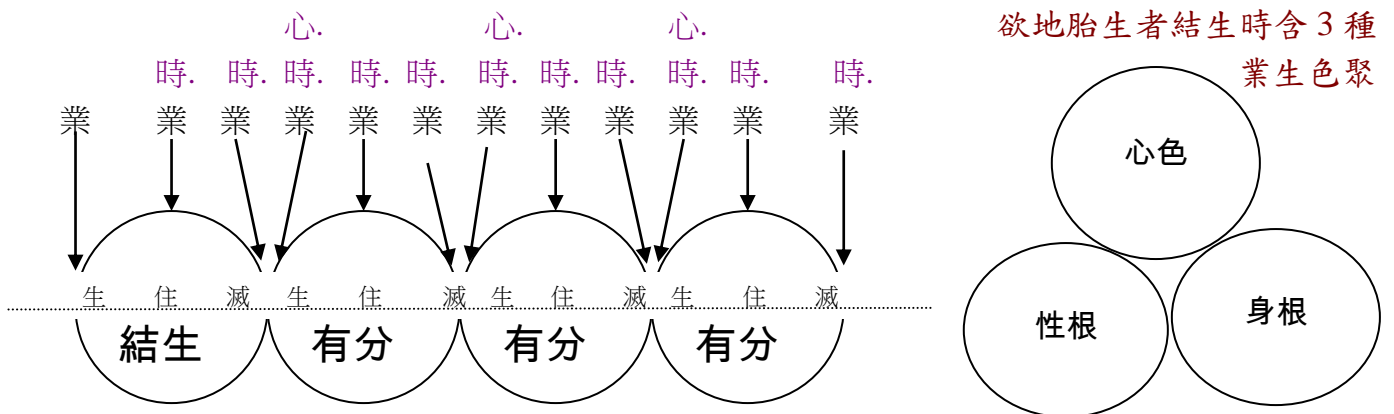 心. 心. 心.
時. 時. 時. 時. 時. 時. 時. 時. 時. 時. 時.
業 業 業 業 業 業 業 業 業 業 業 業
生 住 滅 生 住 滅 生 住 滅 生 住 滅
結生 有分 有分 有分
欲地胎生者結生時含3種
業生色聚
心色
性根 身根